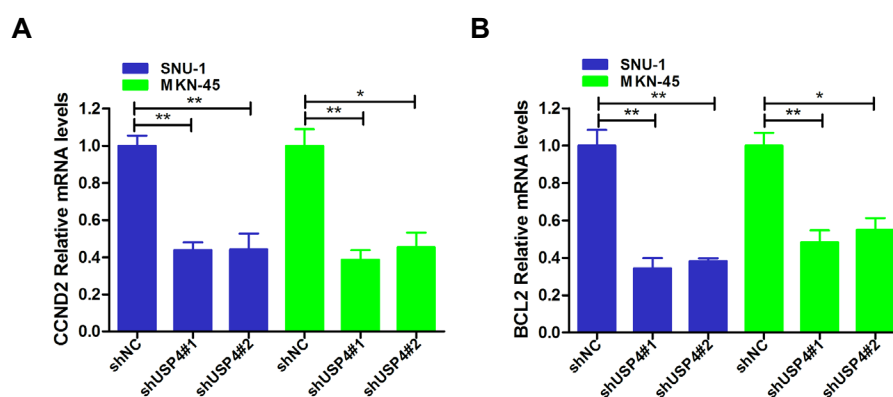 A
SNU-1
MKN-45
**
**
*
**
CCND2 Relative mRNA levels
1.2
1.0
0.8
0.6
0.4
0.2
0.0
shNC
shUSP4#1
shUSP4#2
shNC
shUSP4#1
shUSP4#2
B
SNU-1
MKN-45
**
**
*
**
BCL2 Relative mRNA levels
1.2
1.0
0.8
0.6
0.4
0.2
0.0
shNC
shUSP4#1
shUSP4#2
shNC
shUSP4#1
shUSP4#2